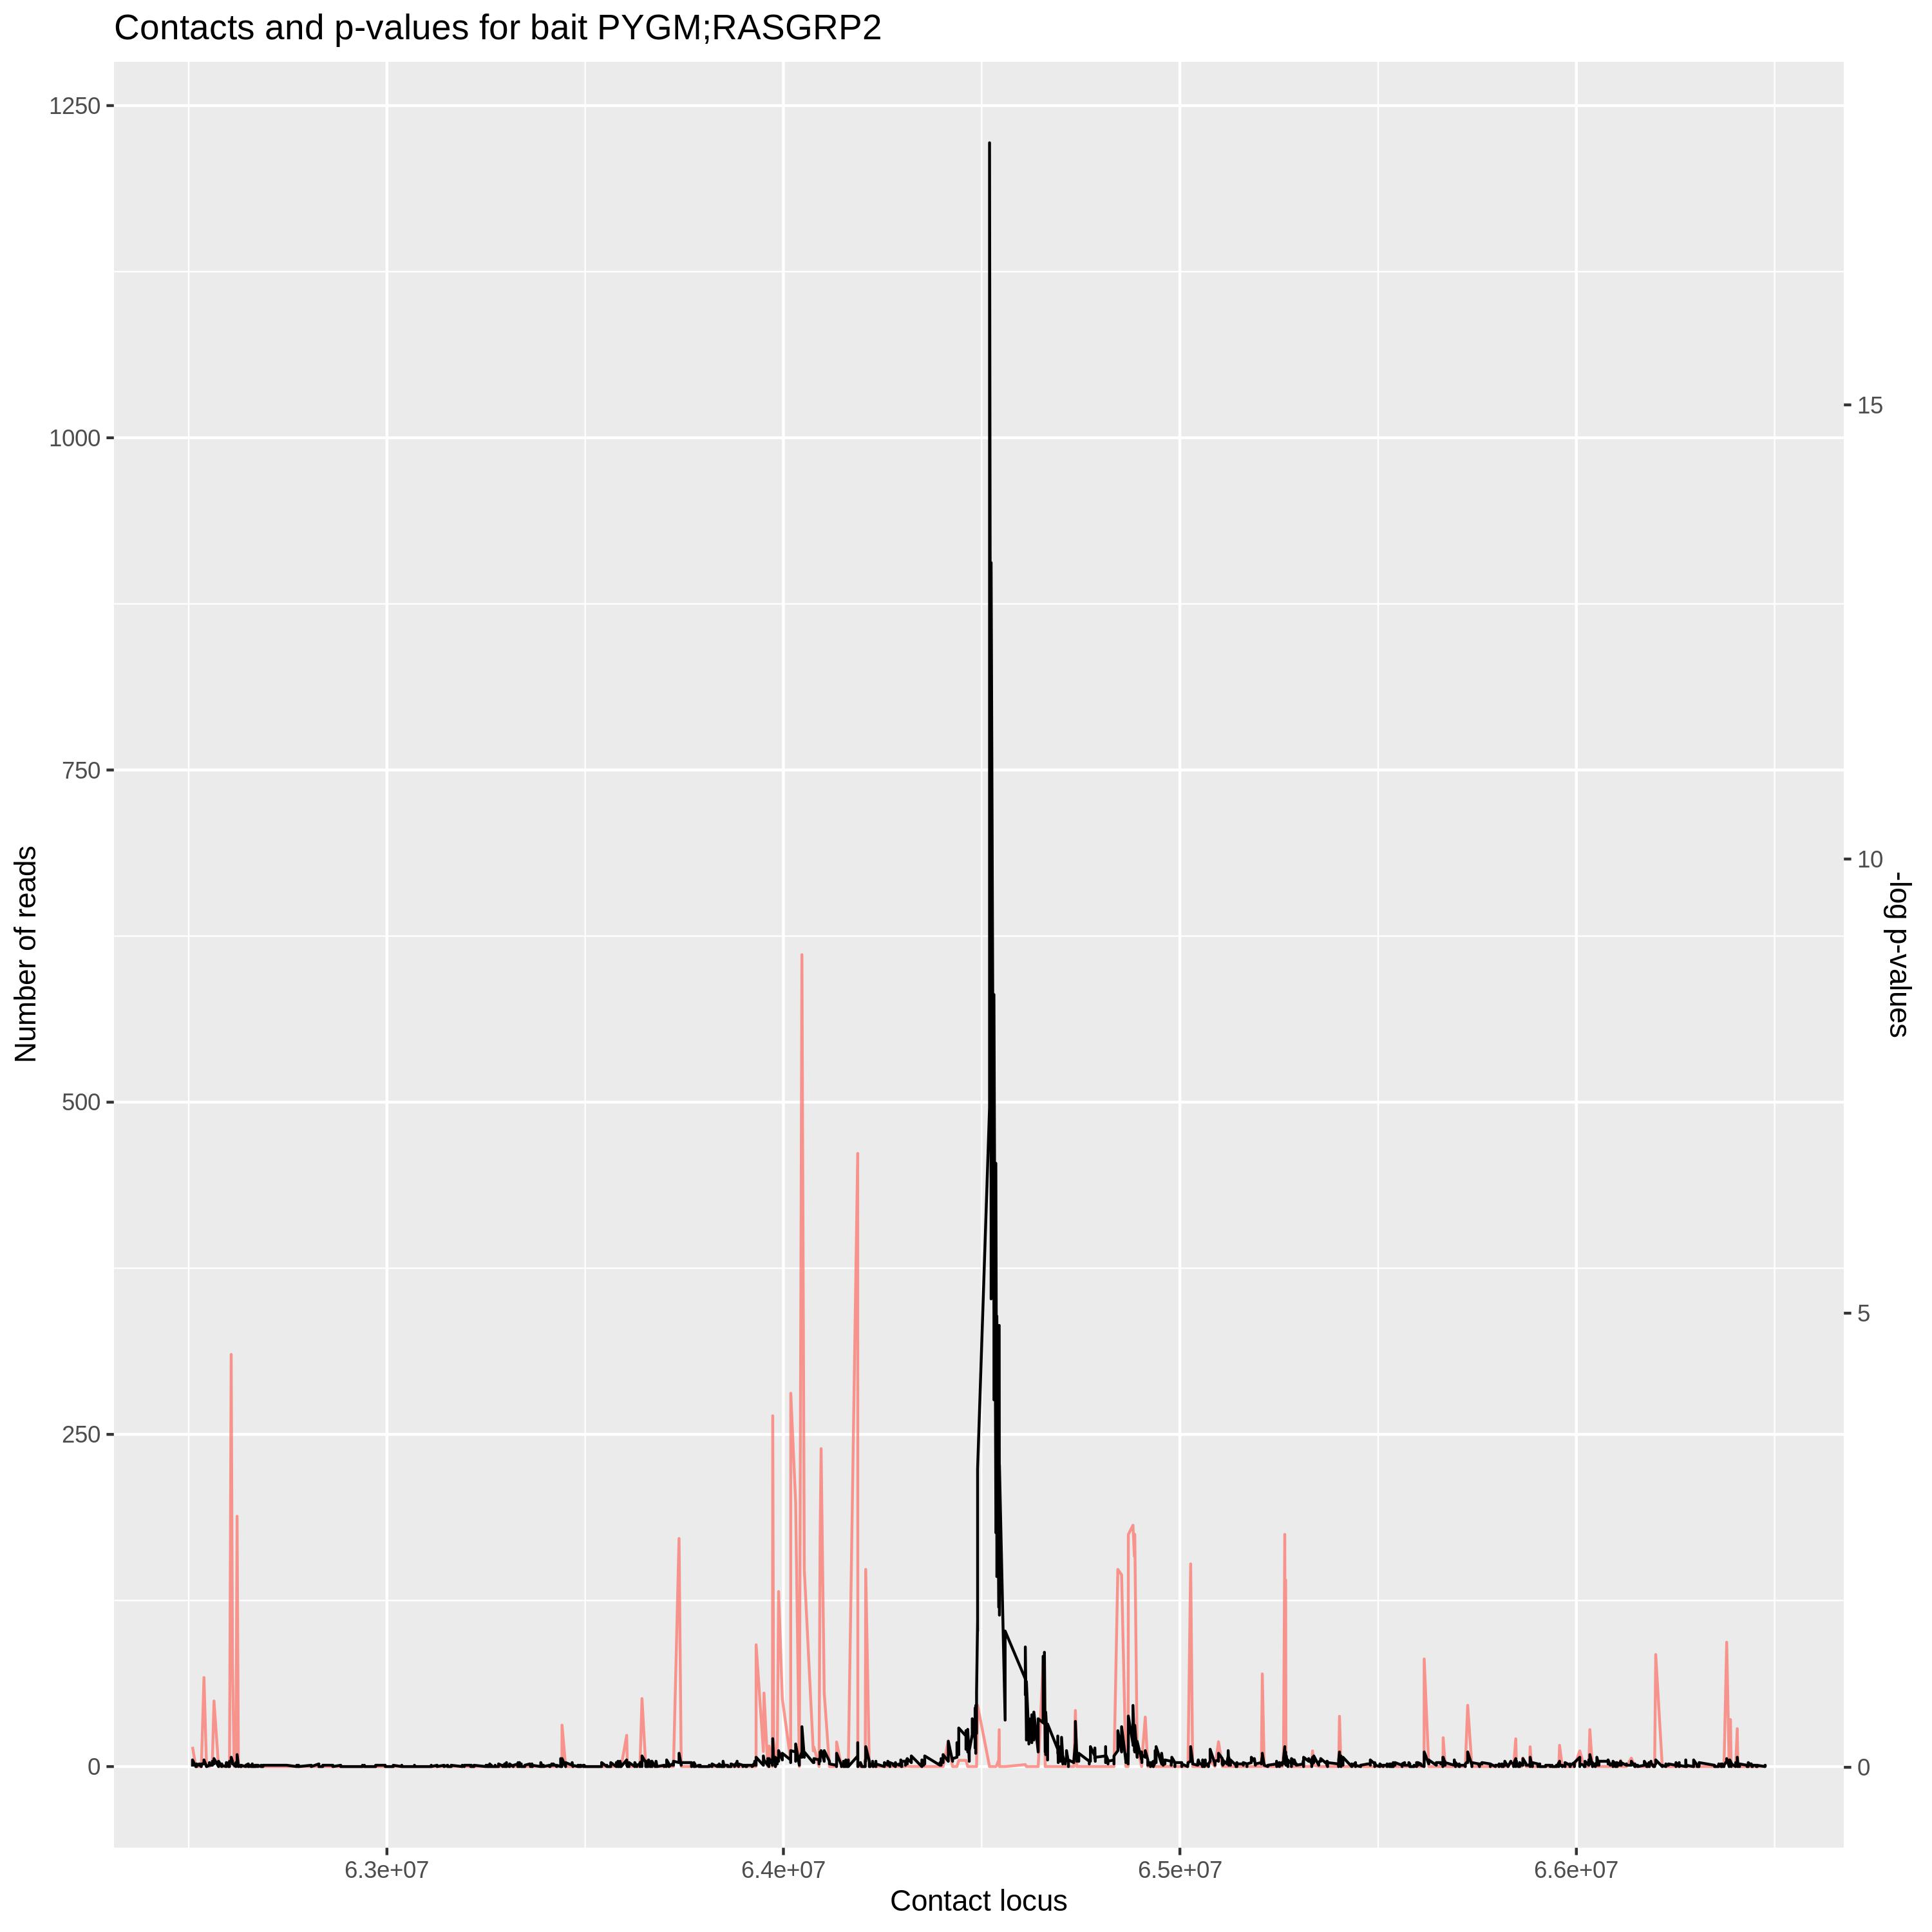 Contacts and p-values for bait PYGM;RASGRP2
1250
1000
750
500
250
0
Number of reads
15
10
5
0
-log p-values
6.3e+07
6.4e+07
6.5e+07
6.6e+07
Contact locus